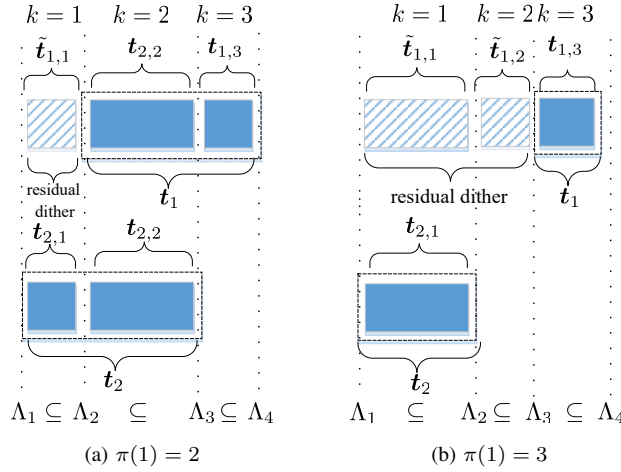 k = 1 k = 2 k = 3
t̃₁,₁ t₂,₂ t₁,₃
residual
dither
t₁
t₂,₁ t₂,₂
t₂
Λ₁ ⊆ Λ₂ ⊆ Λ₃ ⊆ Λ₄
(a) π(1) = 2
k = 1 k = 2 k = 3
t̃₁,₁ t̃₁,₂ t₁,₃
residual dither
t₁
t₂,₁
t₂
Λ₁ ⊆ Λ₂ ⊆ Λ₃ ⊆ Λ₄
(b) π(1) = 3